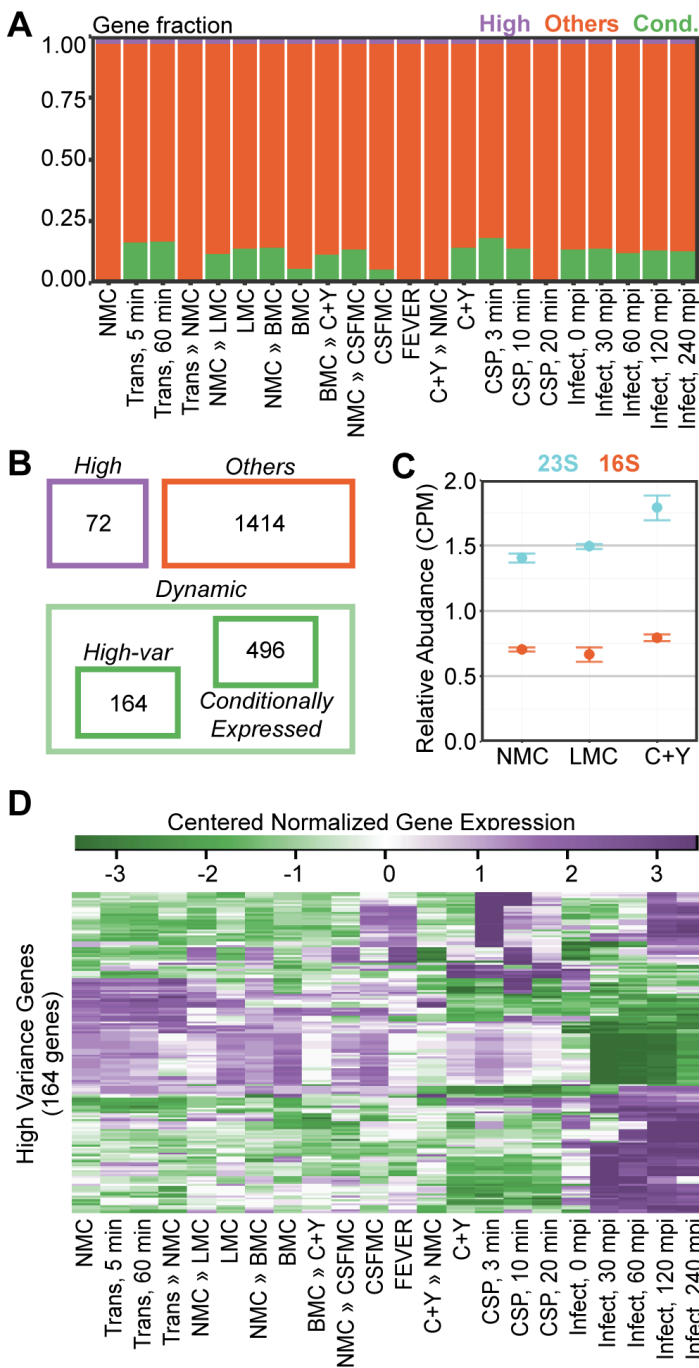 A
Gene fraction
High Others Cond.
1.00
0.75
0.50
0.25
0.00
NMC
Trans, 5 min
Trans, 60 min
Trans » NMC
NMC » LMC
LMC
NMC » BMC
BMC
BMC » C+Y
NMC » CSFMC
CSFMC
FEVER
C+Y » NMC
C+Y
CSP, 3 min
CSP, 10 min
CSP, 20 min
Infect, 0 mpi
Infect, 30 mpi
Infect, 60 mpi
Infect, 120 mpi
Infect, 240 mpi
B
High
72
Others
1414
Dynamic
High-var
164
496
Conditionally
Expressed
C
23S 16S
Relative Abudance (CPM)
2.0
1.5
1.0
0.5
0.0
NMC LMC C+Y
D
Centered Normalized Gene Expression
-3 -2 -1 0 1 2 3
High Variance Genes
(164 genes)
NMC
Trans, 5 min
Trans, 60 min
Trans » NMC
NMC » LMC
LMC
NMC » BMC
BMC
BMC » C+Y
NMC » CSFMC
CSFMC
FEVER
C+Y » NMC
C+Y
CSP, 3 min
CSP, 10 min
CSP, 20 min
Infect, 0 mpi
Infect, 30 mpi
Infect, 60 mpi
Infect, 120 mpi
Infect, 240 mpi